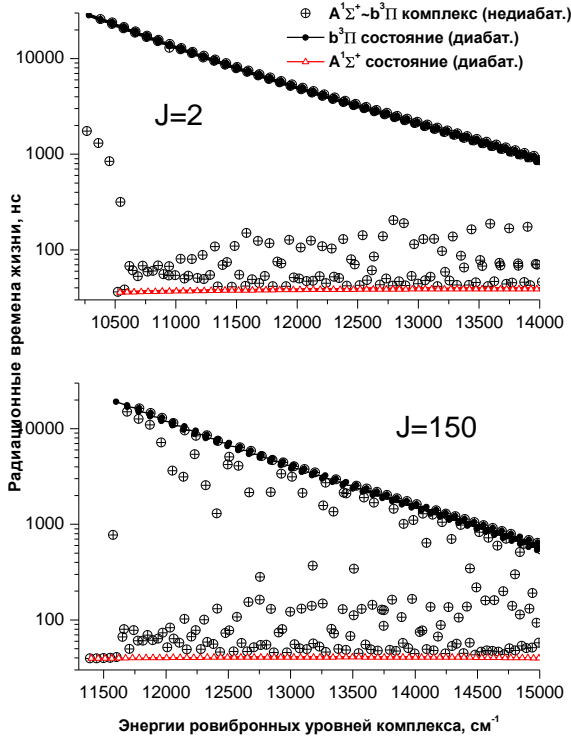 A¹Σ⁺~b³Π комплекс (недиабат.)
b³Π состояние (диабат.)
A¹Σ⁺ состояние (диабат.)
J=2
10000
1000
100
10500 11000 11500 12000 12500 13000 13500 14000
Радиационные времена жизни, нс
J=150
10000
1000
100
11500 12000 12500 13000 13500 14000 14500 15000
Энергии ровибронных уровней комплекса, см⁻¹